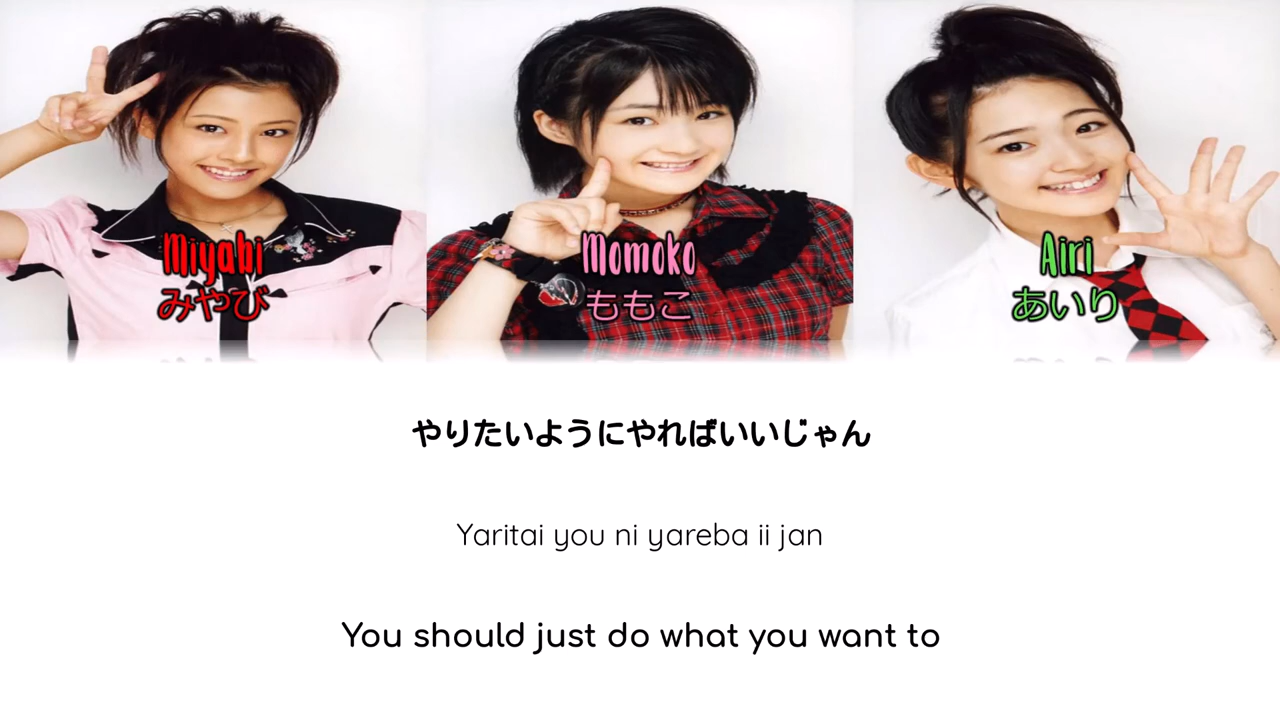 Miyabi
みやび
Momoko
ももこ
Airi
あいり
やりたいようにやればいいじゃん
Yaritai you ni yareba ii jan
You should just do what you want to